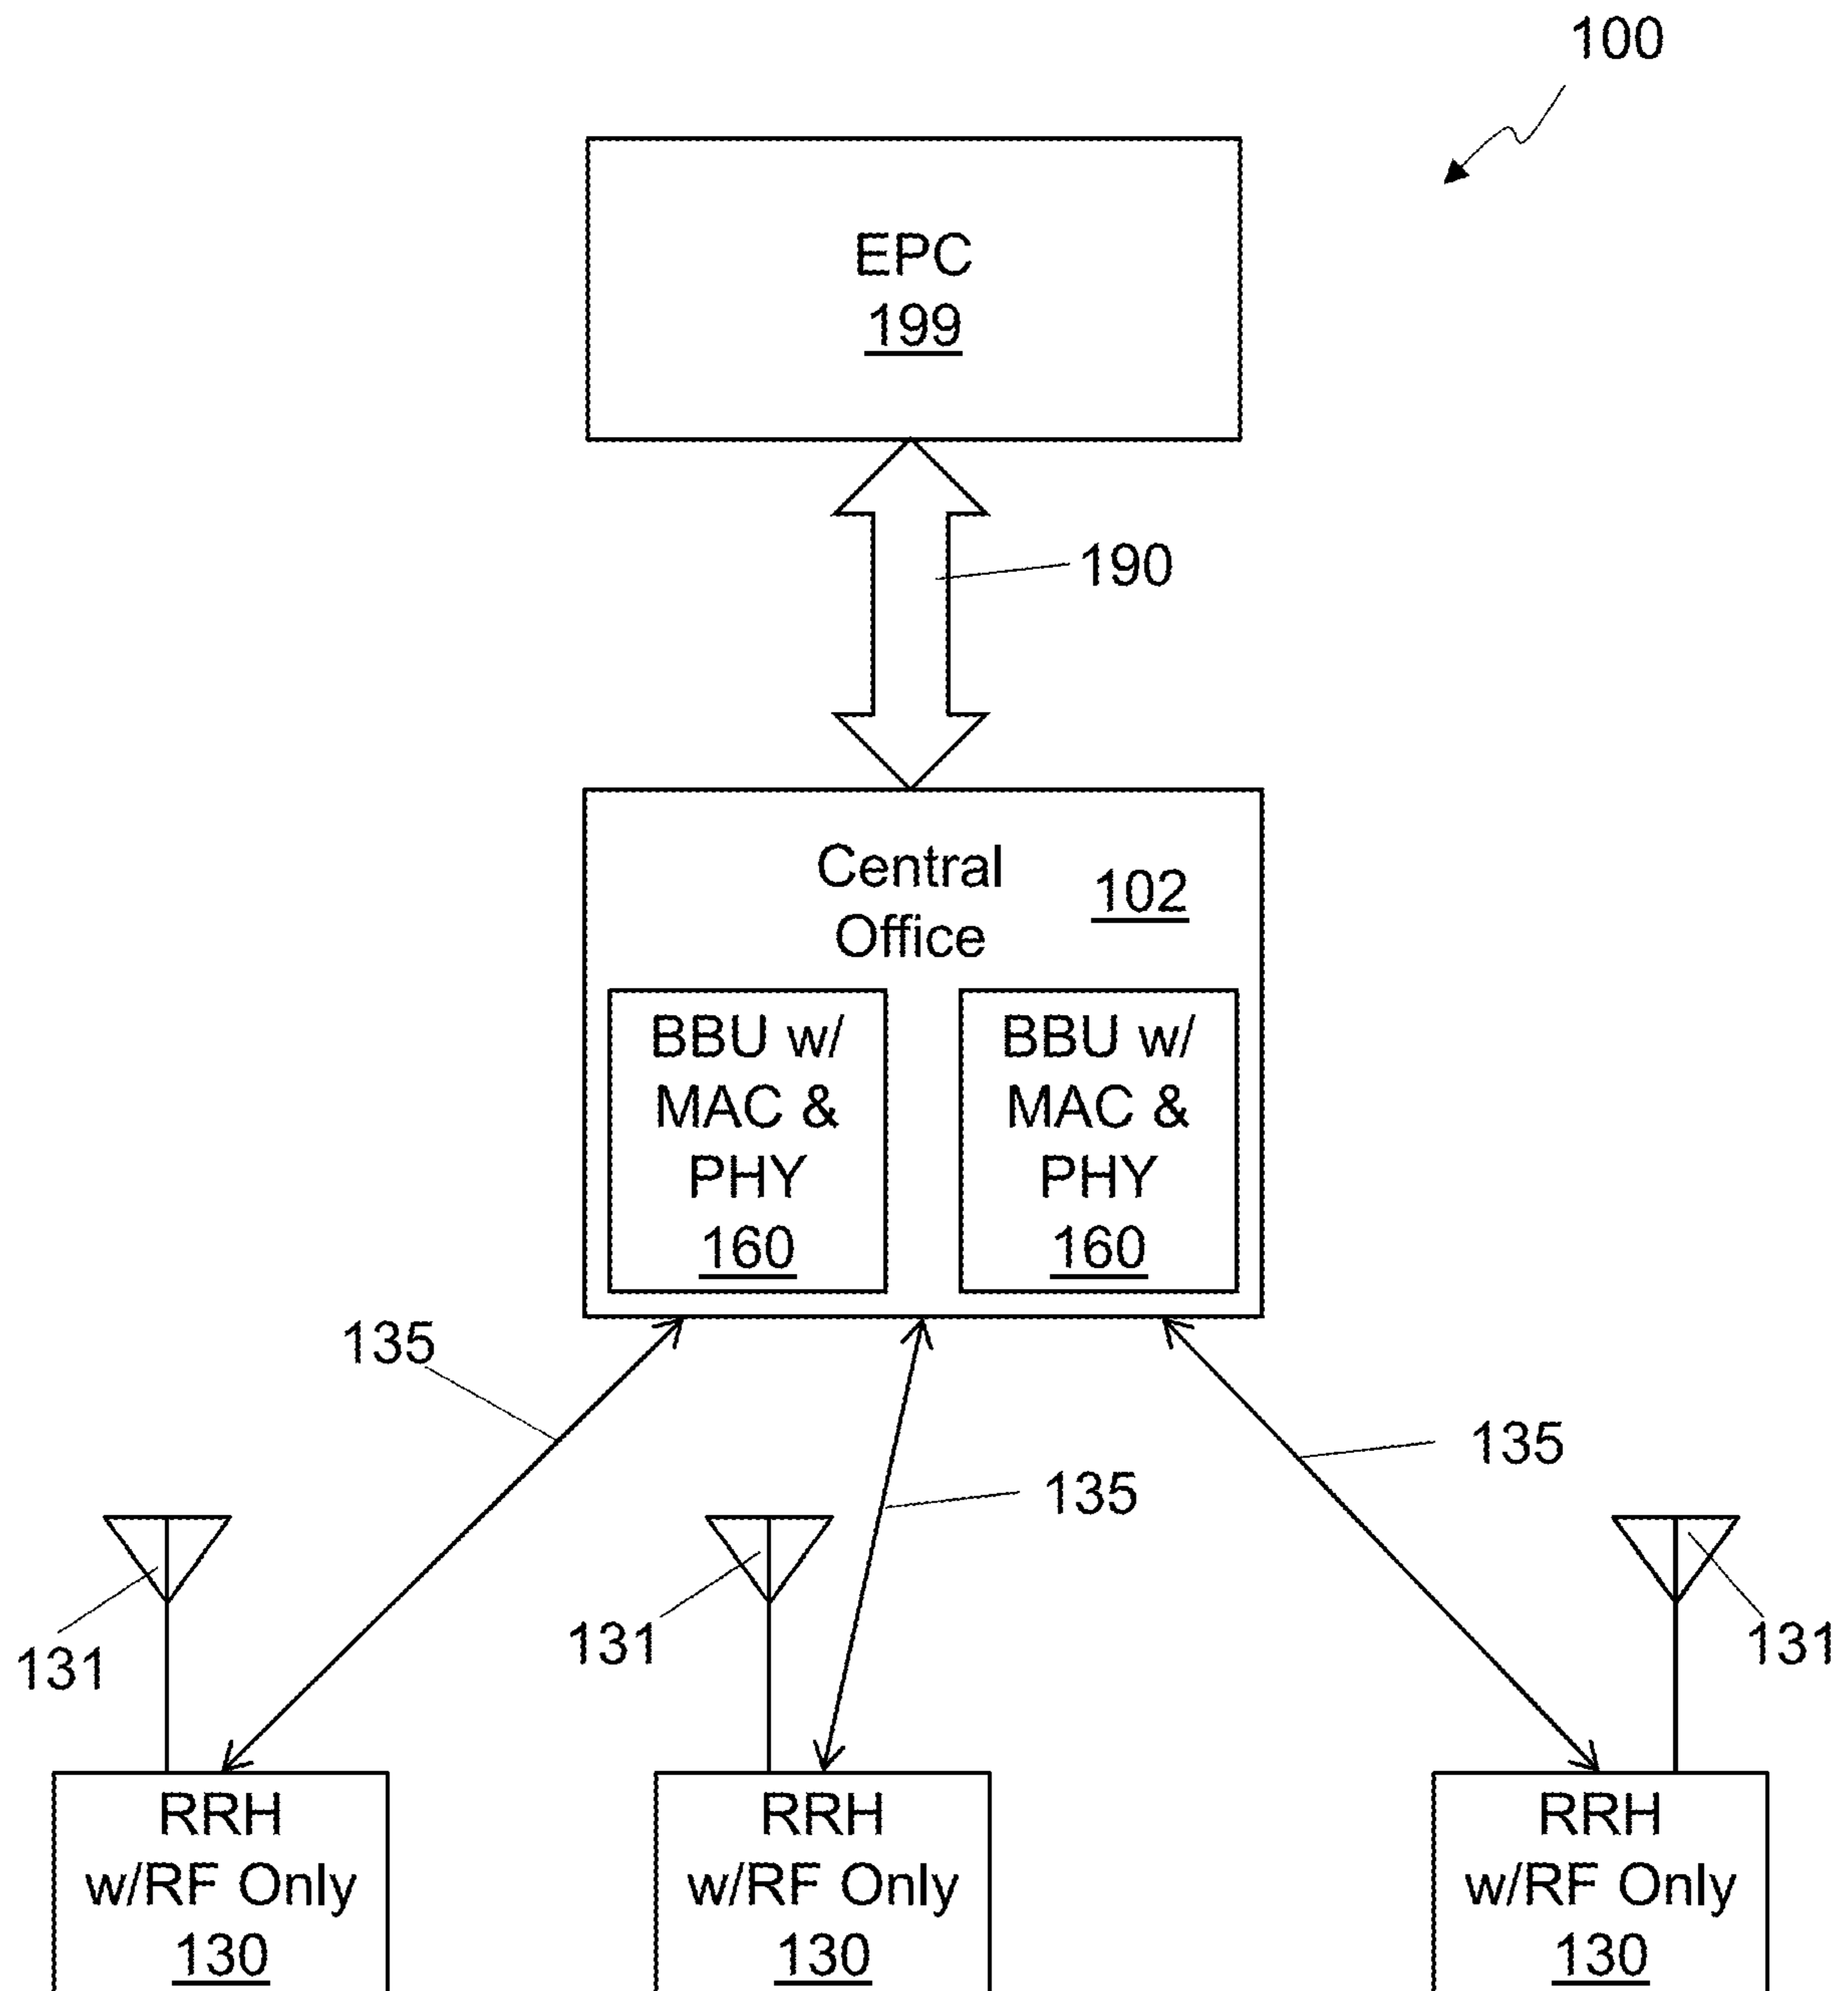 100
EPC
199
190
Central
Office
102
BBU w/
MAC &
PHY
160
BBU w/
MAC &
PHY
160
135
135
135
131
131
131
RRH
w/RF Only
130
RRH
w/RF Only
130
RRH
w/RF Only
130